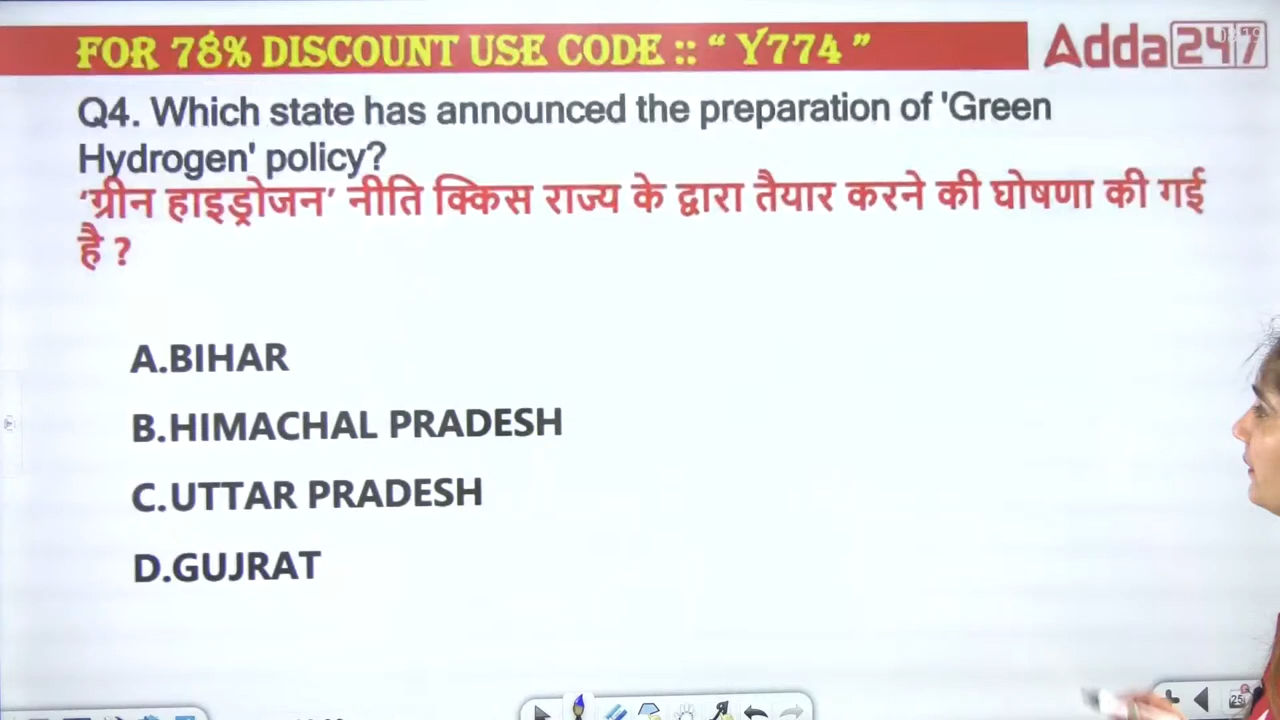 FOR 78% DISCOUNT USE CODE :: “ Y774 ”
Adda247
Q4. Which state has announced the preparation of 'Green
Hydrogen' policy?
‘ग्रीन हाइड्रोजन’ नीति क्किस राज्य के द्वारा तैयार करने की घोषणा की गई
है ?
A.BIHAR
B.HIMACHAL PRADESH
C.UTTAR PRADESH
D.GUJRAT
25